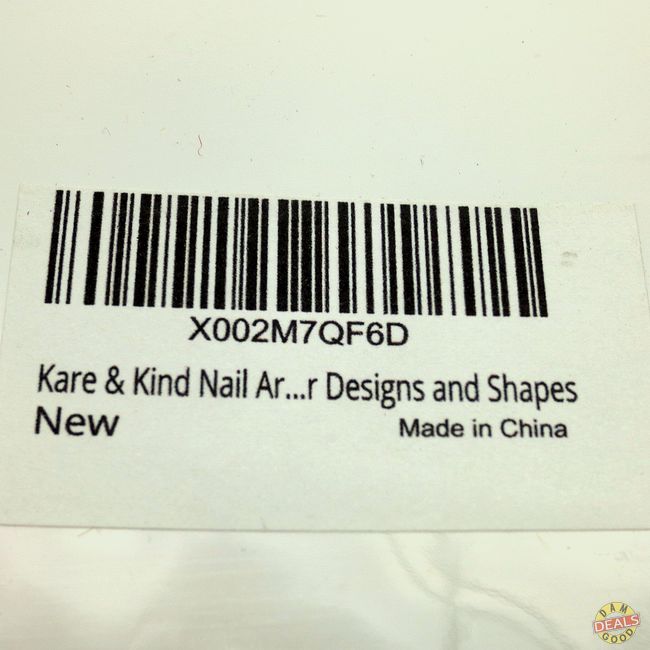 X002M7QF6D
Kare & Kind Nail Ar...r Designs and Shapes
New Made in China
DAM
DEALS
GOOD